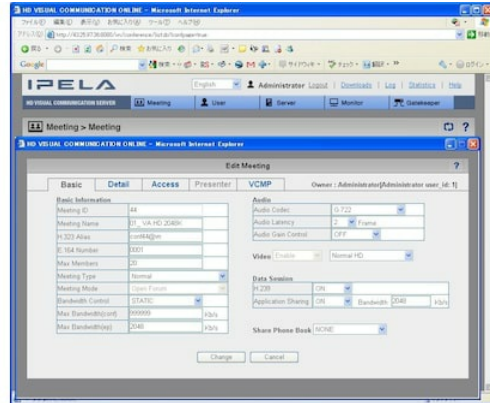 HD VISUAL COMMUNICATION ONLINE - Microsoft Internet Explorer
Google
IPELA
English Administrator Logout | Downloads | Log | Statistics | Help
HD VISUAL COMMUNICATION SERVER Meeting User Server Monitor Gatekeeper
Meeting > Meeting ?
HD VISUAL COMMUNICATION ONLINE - Microsoft Internet Explorer
Edit Meeting ?
Basic Detail Access Presenter VCMP Owner : Administrator[Administrator user_id: 1]
Basic Information
Meeting ID 44
Meeting Name 01_VA HD 2048K
H.323 Alias
E.164 Number 0001
Max Members 20
Meeting Type Normal
Meeting Mode Open Forum
Bandwidth Control STATIC
Max Bandwidth(conf) 999999 Kb/s
Max Bandwidth(ep) 2048 Kb/s
Audio
Audio Codec G.722
Audio Latency 2 Frame
Audio Gain Control OFF
Video Enable Normal HD
Data Session
H.239 ON
Application Sharing ON Bandwidth 2048 Kb/s
Share Phone Book NONE
Change Cancel